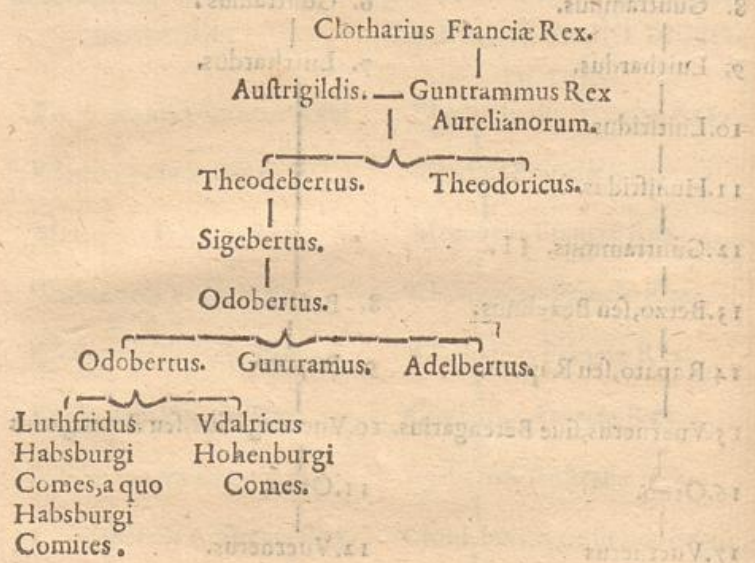 Clotharius Franciæ Rex.
Auſtrigildis. — Guntrammus Rex
Aurelianorum.
Theodebertus. Theodoricus.
Sigebertus.
Odobertus.
Odobertus. Guntramus. Adelbertus.
Luthfridus Vdalricus
Habsburgi Hohenburgi
Comes, a quo Comes.
Habsburgi
Comites.